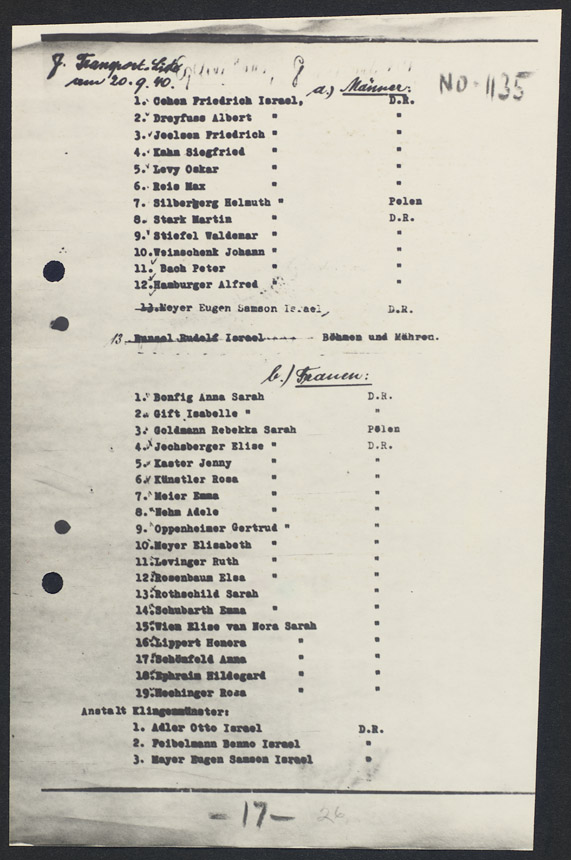 J. Transport-Liste
am 20.9.40.
NO-1135
a.) Männer:
1. Cohen Friedrich Israel, D.R.
2. Dreyfuss Albert " "
3. Joelsen Friedrich " "
4. Kahn Siegfried " "
5. Levy Oskar " "
6. Reis Max " "
7. Silberberg Helmuth " Polen
8. Stark Martin " D.R.
9. Stiefel Waldemar " "
10. Weinschenk Johann " "
11. Bach Peter " "
12. Hamburger Alfred " "
13. Meyer Eugen Samson Israel, D.R.
13. Rudolf Israel - - - - - Böhmen und Mähren.
b.) Frauen:
1. Bonfig Anna Sarah D.R.
2. Gift Isabelle " "
3. Goldmann Rebekka Sarah Polen
4. Jechsberger Elise " D.R.
5. Kaster Jenny " "
6. Künstler Rosa " "
7. Meier Emma " "
8. Nehm Adele " "
9. Oppenheimer Gertrud " "
10. Meyer Elisabeth " "
11. Levinger Ruth " "
12. Rosenbaum Elsa " "
13. Rothschild Sarah "
14. Schubarth Emma " "
15. Wien Elise van Nora Sarah "
16. Lippert Honora " "
17. Schönfeld Anna " "
18. Ephraim Hildegard " "
19. Hechinger Rosa " "
Anstalt Klingenmünster:
1. Adler Otto Israel D.R.
2. Feibelmann Benno Israel "
3. Mayer Eugen Samson Israel "
-17- 26